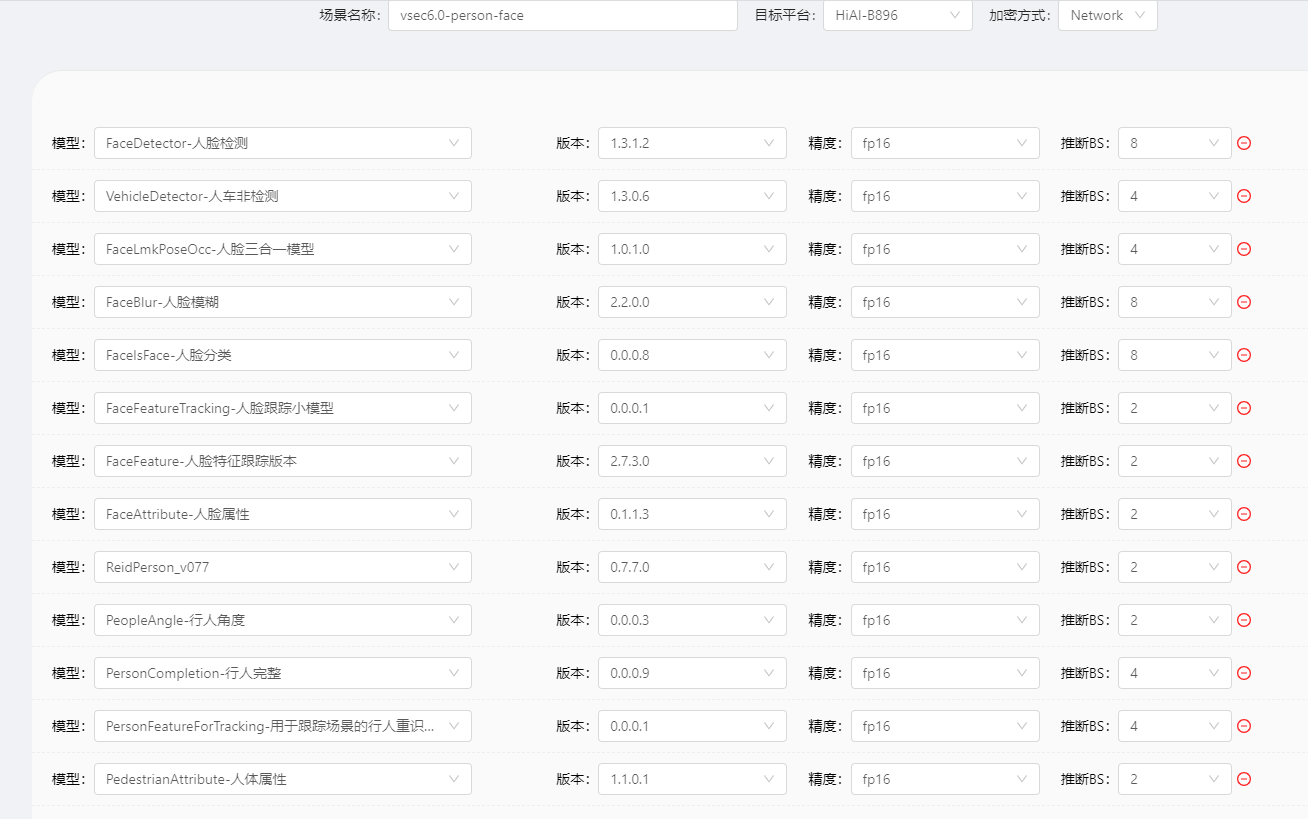 场景名称: vsec6.0-person-face 目标平台: HiAI-B896 加密方式: Network
模型: FaceDetector-人脸检测 版本: 1.3.1.2 精度: fp16 推断BS: 8
模型: VehicleDetector-人车非检测 版本: 1.3.0.6 精度: fp16 推断BS: 4
模型: FaceLmkPoseOcc-人脸三合一模型 版本: 1.0.1.0 精度: fp16 推断BS: 4
模型: FaceBlur-人脸模糊 版本: 2.2.0.0 精度: fp16 推断BS: 8
模型: FaceIsFace-人脸分类 版本: 0.0.0.8 精度: fp16 推断BS: 8
模型: FaceFeatureTracking-人脸跟踪小模型 版本: 0.0.0.1 精度: fp16 推断BS: 2
模型: FaceFeature-人脸特征跟踪版本 版本: 2.7.3.0 精度: fp16 推断BS: 2
模型: FaceAttribute-人脸属性 版本: 0.1.1.3 精度: fp16 推断BS: 2
模型: ReidPerson_v077 版本: 0.7.7.0 精度: fp16 推断BS: 2
模型: PeopleAngle-行人角度 版本: 0.0.0.3 精度: fp16 推断BS: 2
模型: PersonCompletion-行人完整 版本: 0.0.0.9 精度: fp16 推断BS: 4
模型: PersonFeatureForTracking-用于跟踪场景的行人重识... 版本: 0.0.0.1 精度: fp16 推断BS: 4
模型: PedestrianAttribute-人体属性 版本: 1.1.0.1 精度: fp16 推断BS: 2